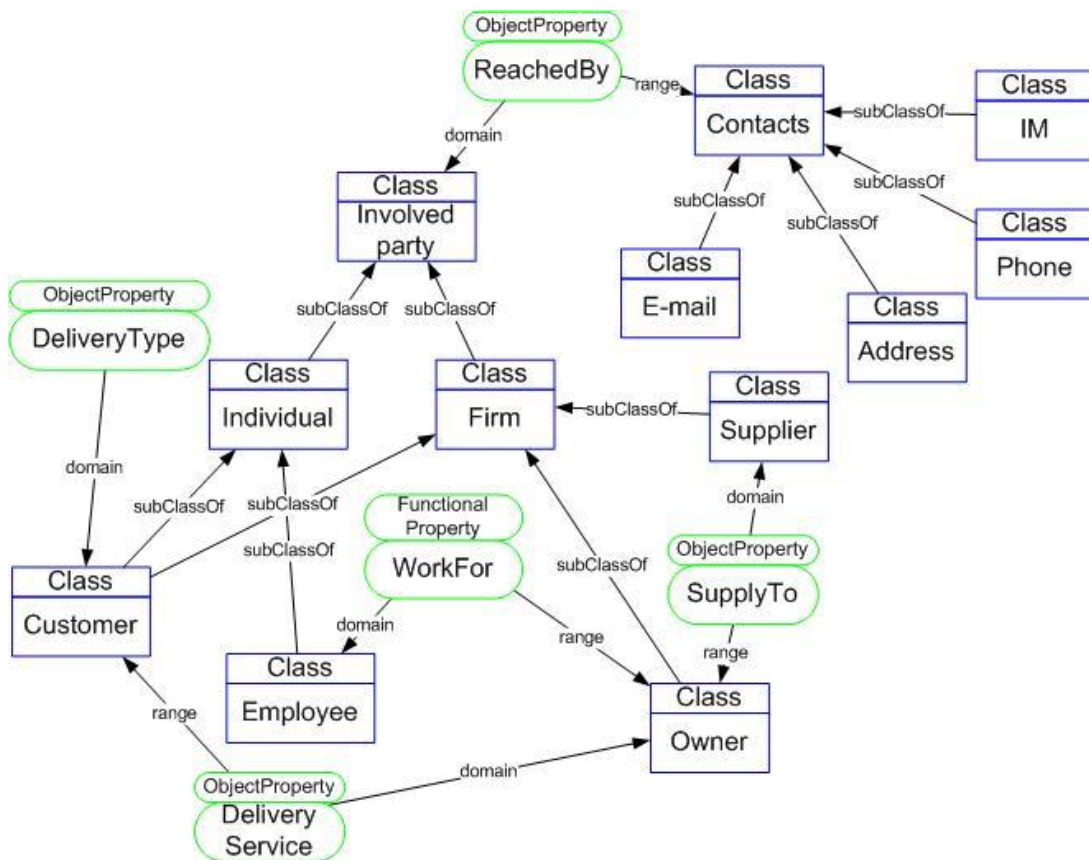 ObjectProperty
ReachedBy
range
domain
Class
Contacts
Class
IM
subClassOf
subClassOf
subClassOf
subClassOf
Class
Involved
party
Class
Phone
Class
E-mail
Class
Address
ObjectProperty
DeliveryType
domain
subClassOf
subClassOf
Class
Individual
Class
Firm
subClassOf
Class
Supplier
domain
subClassOf
subClassOf
subClassOf
subClassOf
Functional
Property
WorkFor
domain
range
ObjectProperty
SupplyTo
range
Class
Customer
Class
Employee
Class
Owner
range
domain
ObjectProperty
Delivery
Service